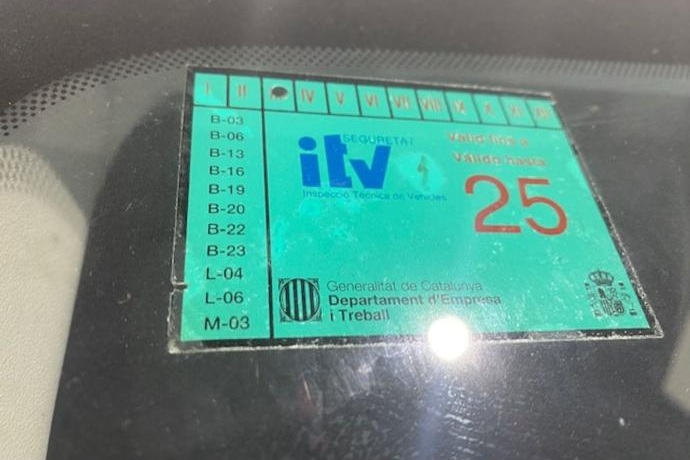 I II III IV V VI VII VIII IX X XI XII
B-03
B-06
B-13
B-16
B-19
B-20
B-22
B-23
L-04
L-06
M-03
SEGURETAT
itv
Inspecció Tècnica de Vehicles
Vàlid fins a
Válido hasta
25
Generalitat de Catalunya
Departament d'Empresa
i Treball